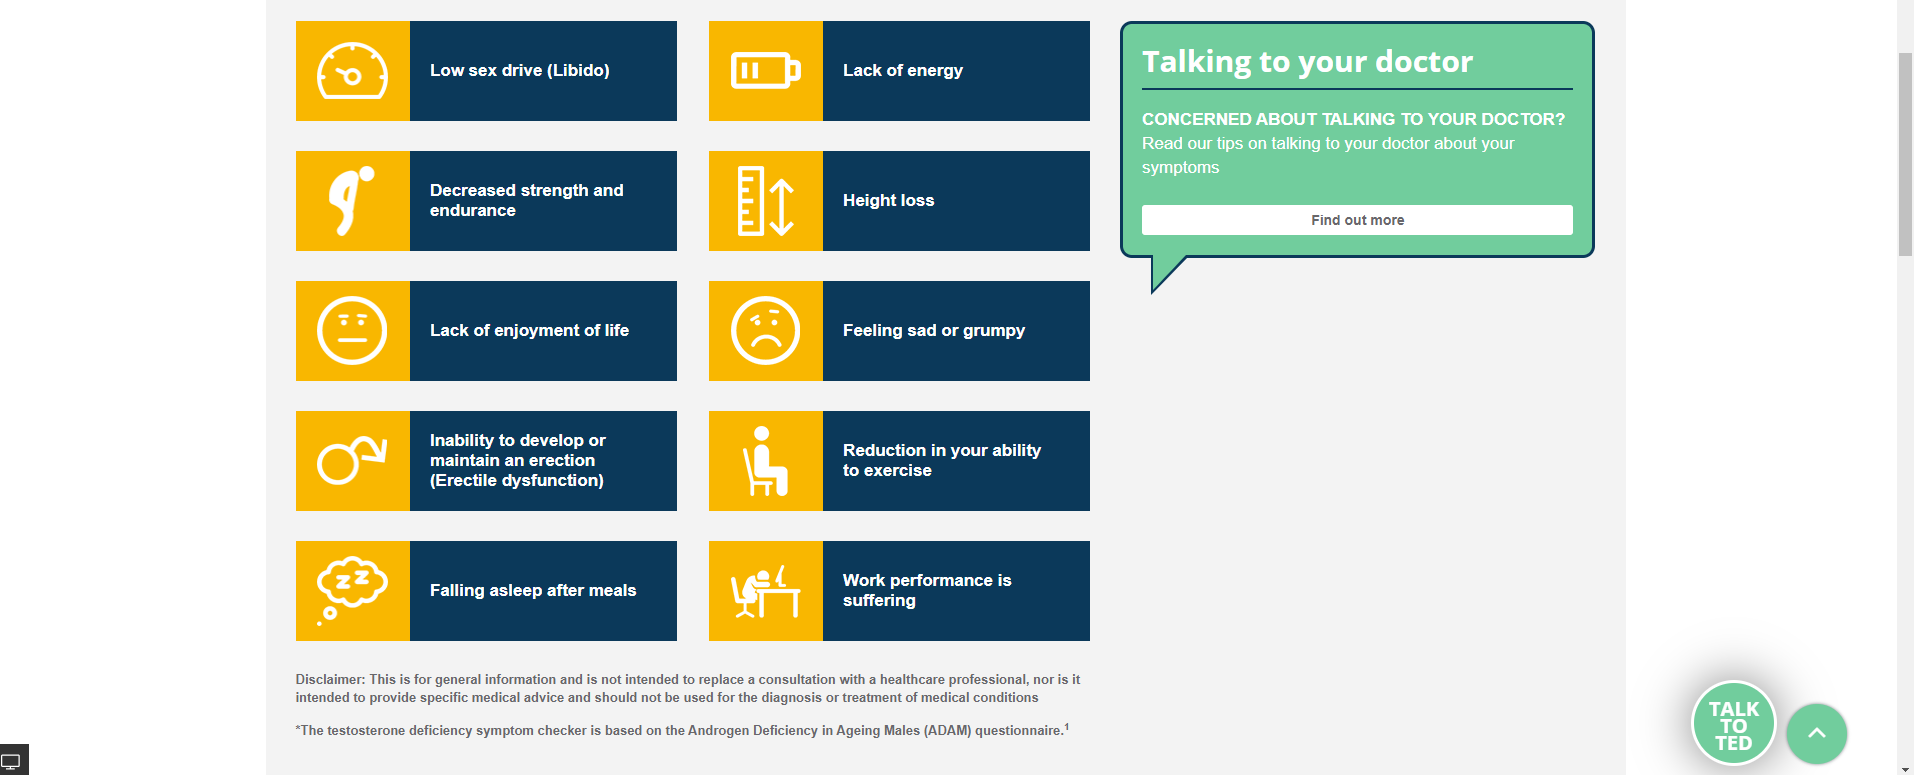 Low sex drive (Libido)
Lack of energy
Decreased strength and
endurance
Height loss
Lack of enjoyment of life
Feeling sad or grumpy
Inability to develop or
maintain an erection
(Erectile dysfunction)
Reduction in your ability
to exercise
Falling asleep after meals
Work performance is
suffering
Disclaimer: This is for general information and is not intended to replace a consultation with a healthcare professional, nor is it
intended to provide specific medical advice and should not be used for the diagnosis or treatment of medical conditions
*The testosterone deficiency symptom checker is based on the Androgen Deficiency in Ageing Males (ADAM) questionnaire.1
Talking to your doctor
CONCERNED ABOUT TALKING TO YOUR DOCTOR?
Read our tips on talking to your doctor about your
symptoms
Find out more
TALK
TO
TED